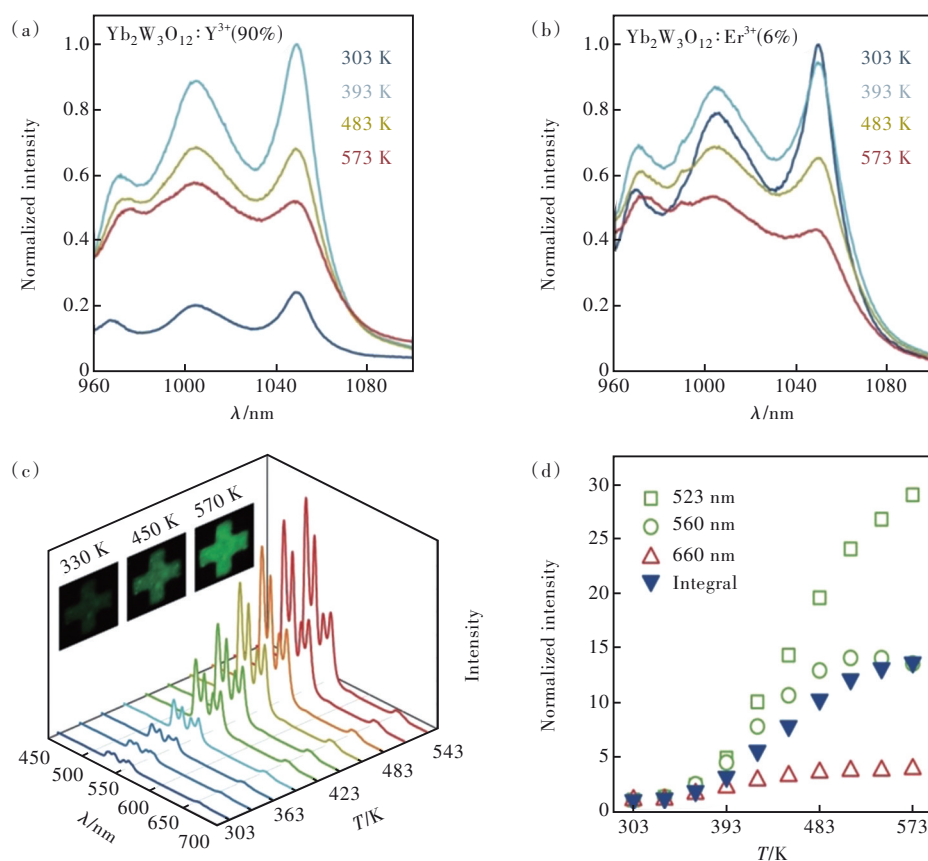 (a)
Yb₂W₃O₁₂:Y³⁺(90%)
303 K
393 K
483 K
573 K
1.0
0.8
0.6
0.4
0.2
0
Normalized intensity
960
1000
1040
1080
λ/nm
(b)
Yb₂W₃O₁₂:Er³⁺(6%)
303 K
393 K
483 K
573 K
1.0
0.8
0.6
0.4
0.2
0
Normalized intensity
960
1000
1040
1080
λ/nm
(c)
330 K
450 K
570 K
Intensity
450
500
550
600
650
700
λ/nm
303
363
423
483
543
T/K
(d)
523 nm
560 nm
660 nm
Integral
30
25
20
15
10
5
0
Normalized intensity
303
393
483
573
T/K